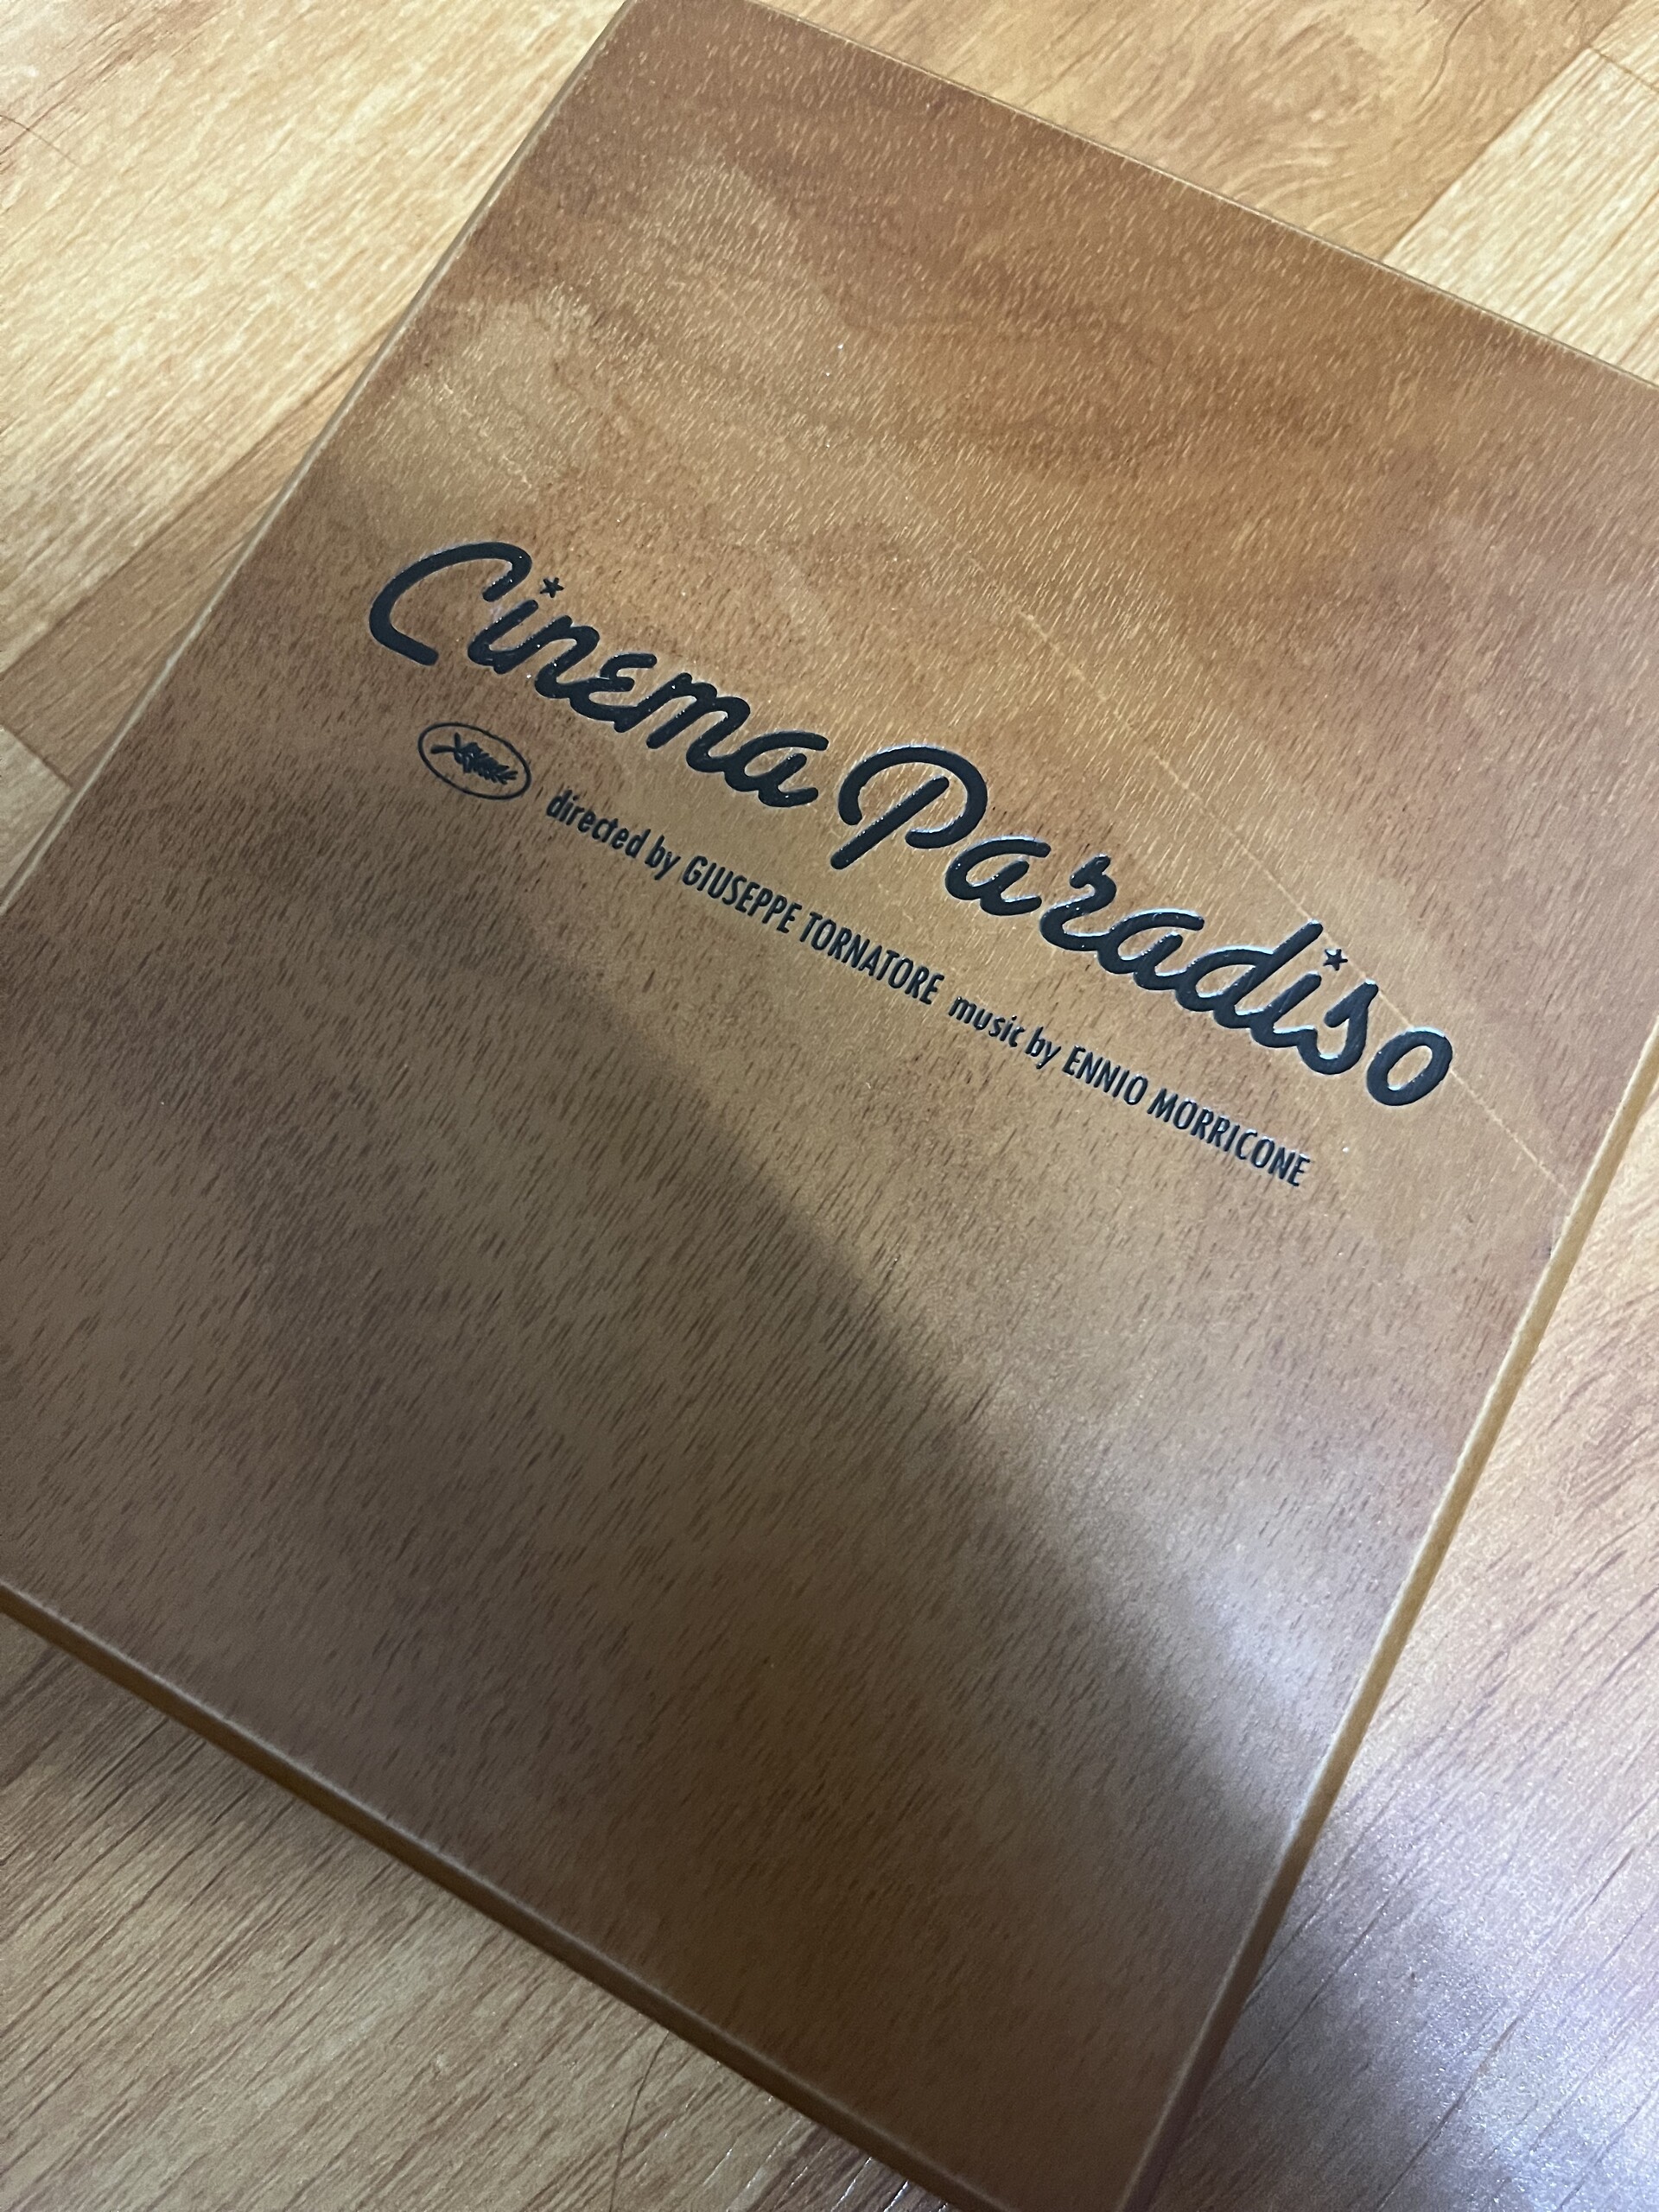 Cinema Paradiso
directed by GIUSEPPE TORNATORE music by ENNIO MORRICONE